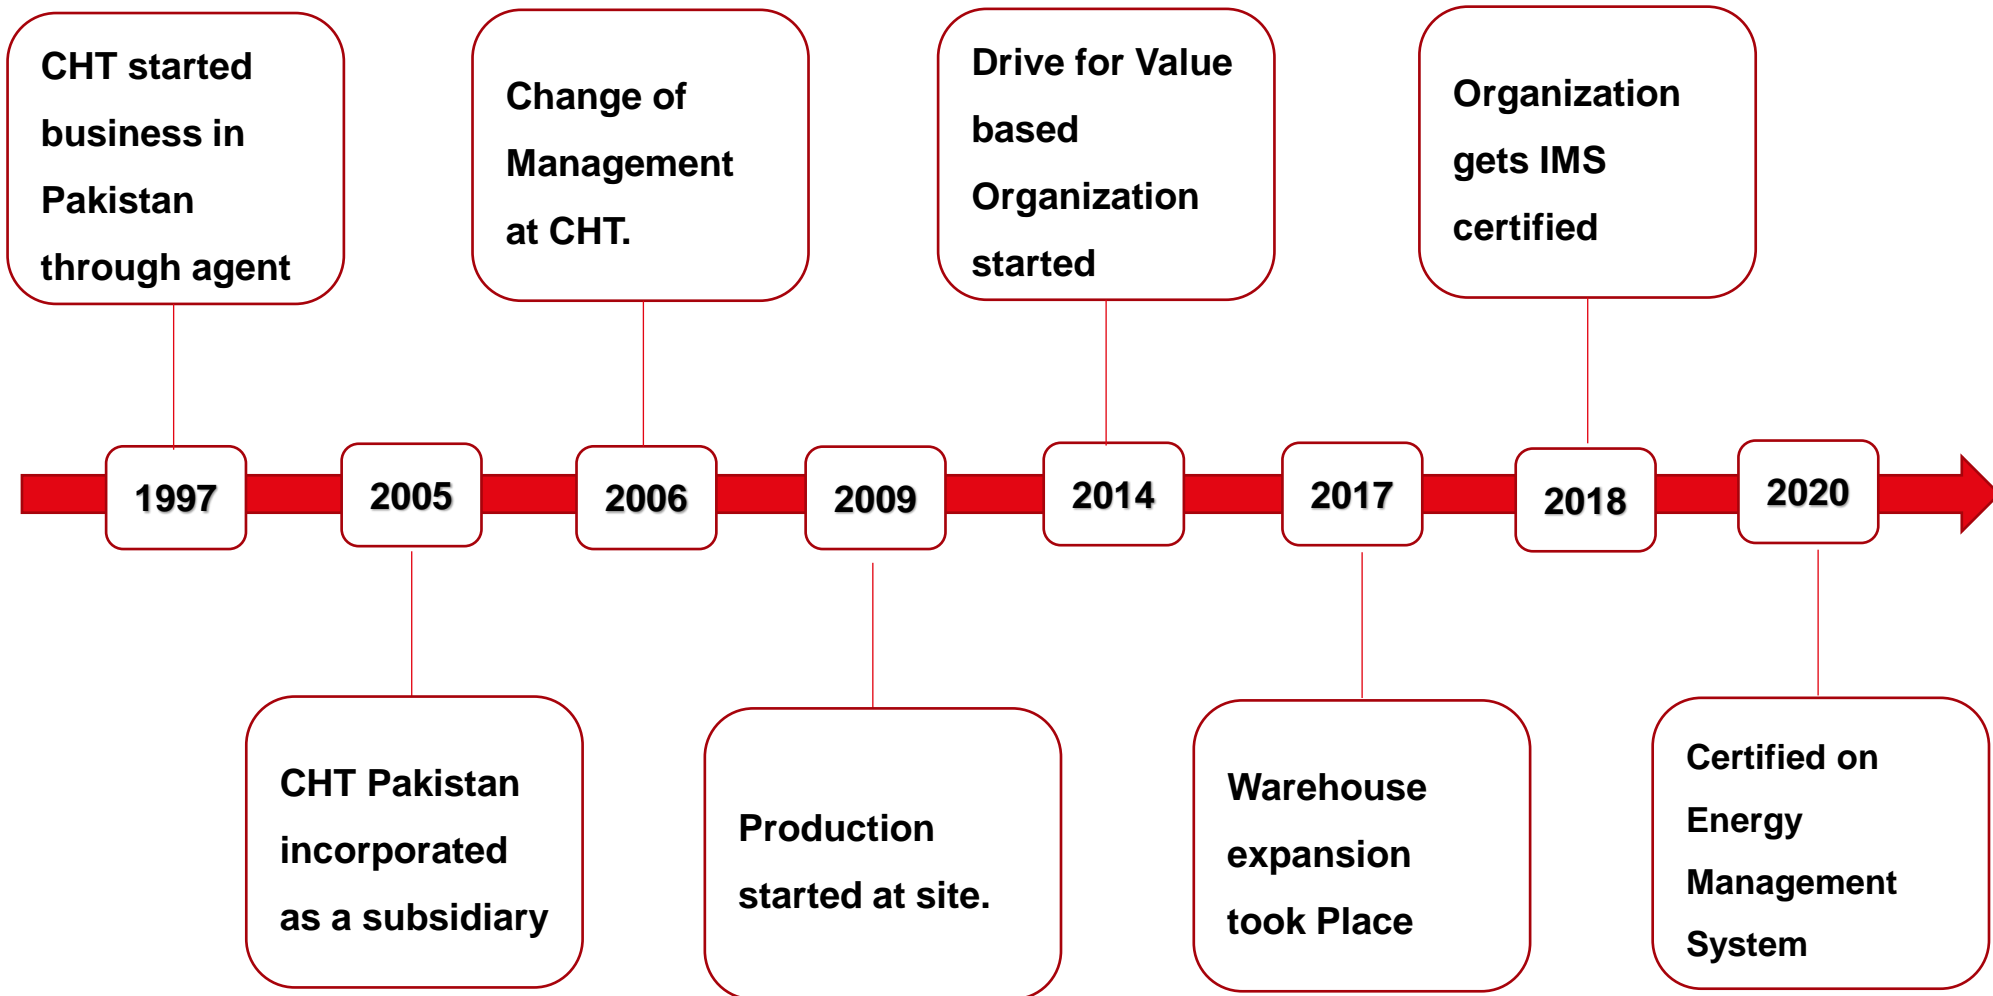 CHT started
business in
Pakistan
through agent
Change of
Management
at CHT.
Drive for Value
based
Organization
started
Organization
gets IMS
certified
1997
2005
2006
2009
2014
2017
2018
2020
CHT Pakistan
incorporated
as a subsidiary
Production
started at site.
Warehouse
expansion
took Place
Certified on
Energy
Management
System